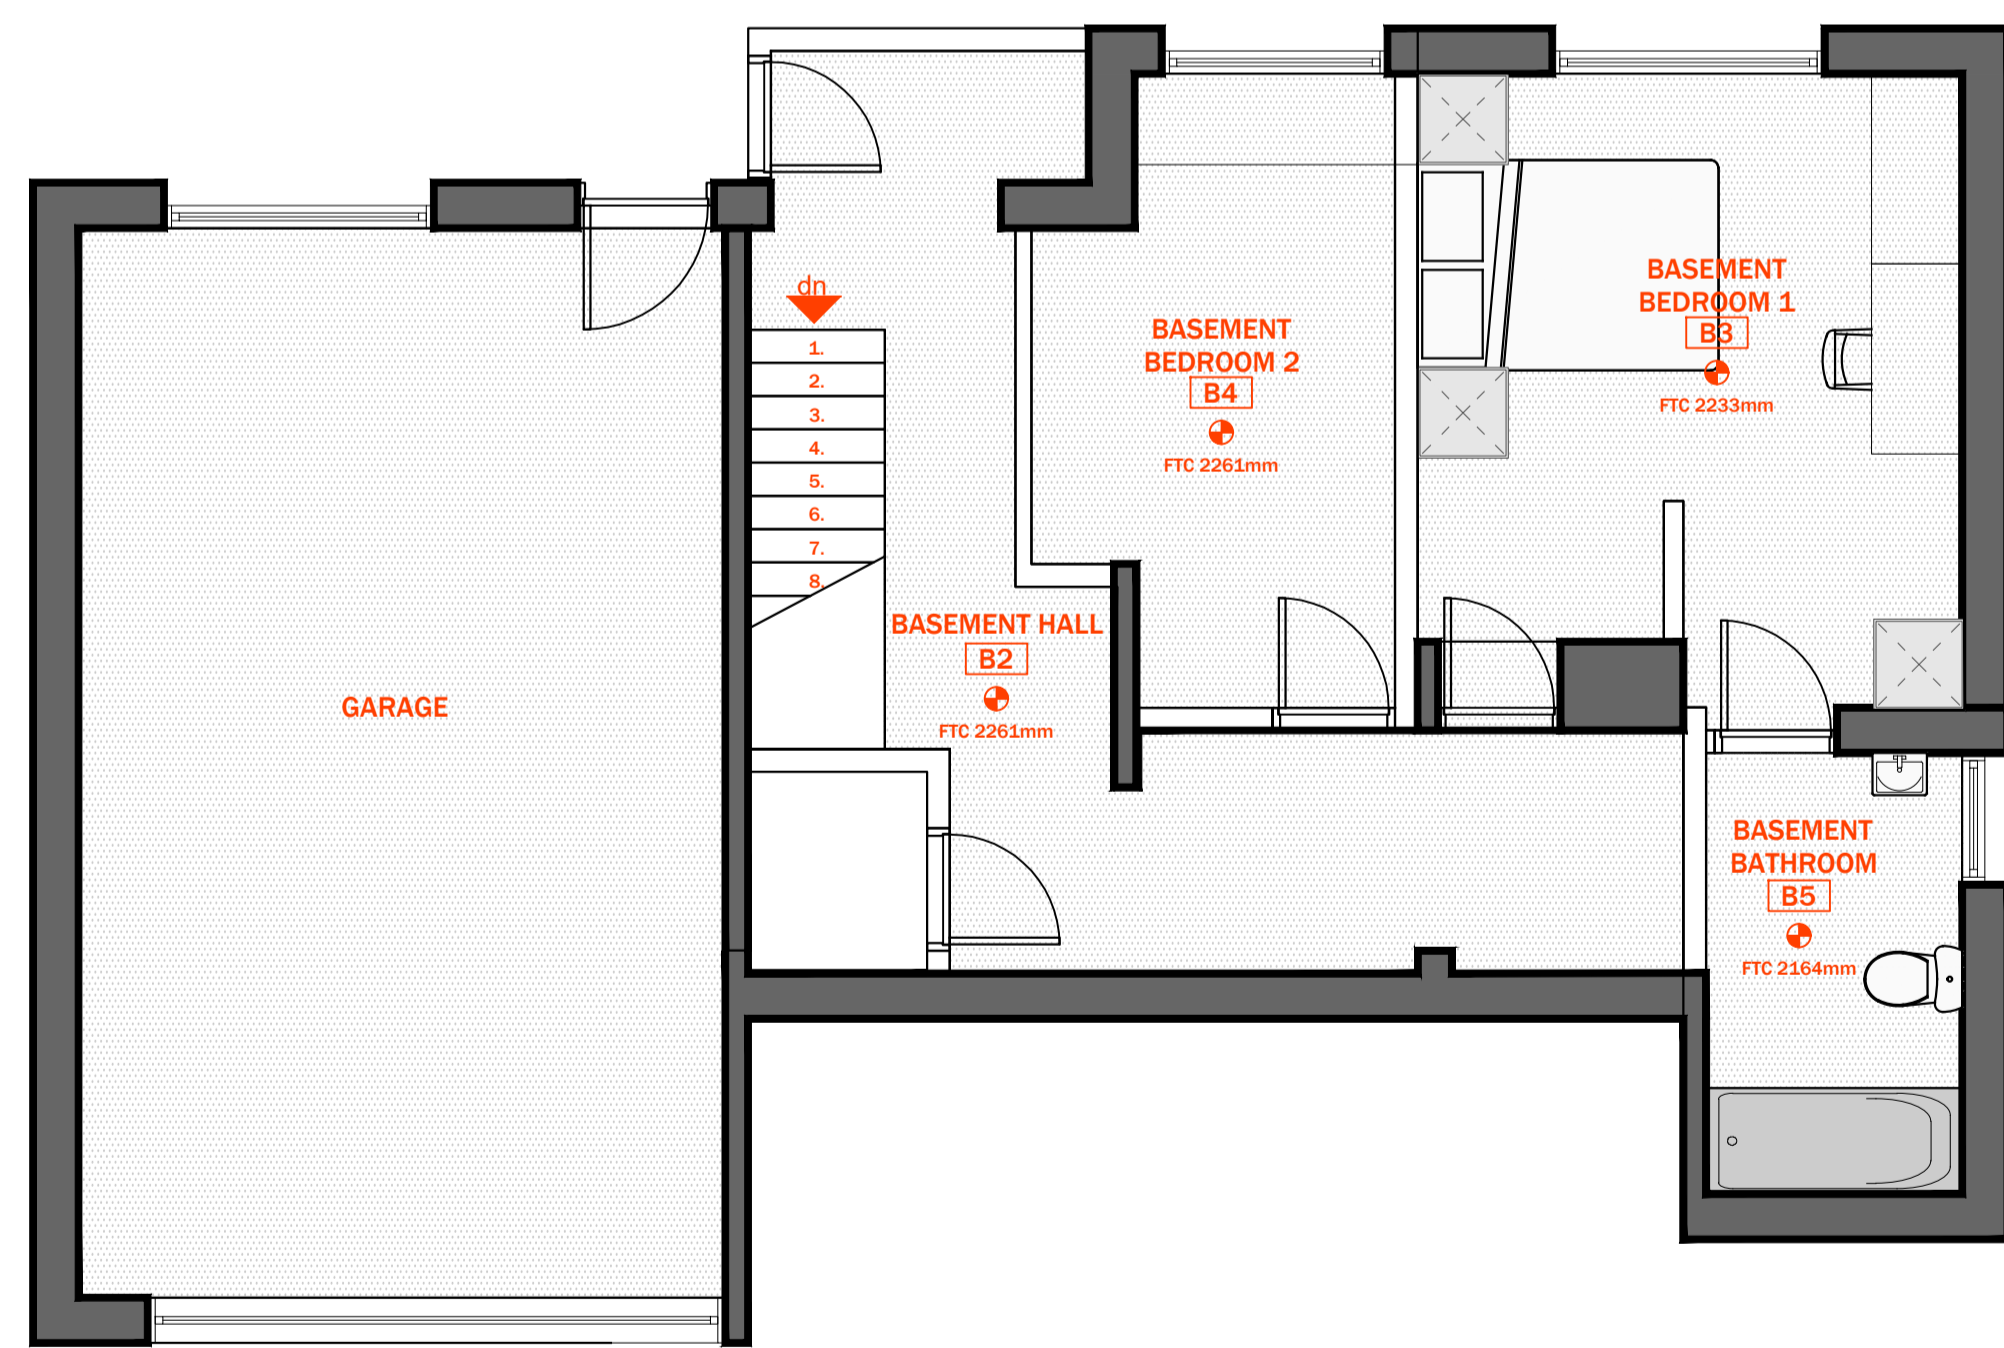 dn
1.
2.
3.
4.
5.
6.
7.
8.
GARAGE
BASEMENT HALL
B2
FTC 2261mm
BASEMENT
BEDROOM 2
B4
FTC 2261mm
BASEMENT
BEDROOM 1
B3
FTC 2233mm
BASEMENT
BATHROOM
B5
FTC 2164mm